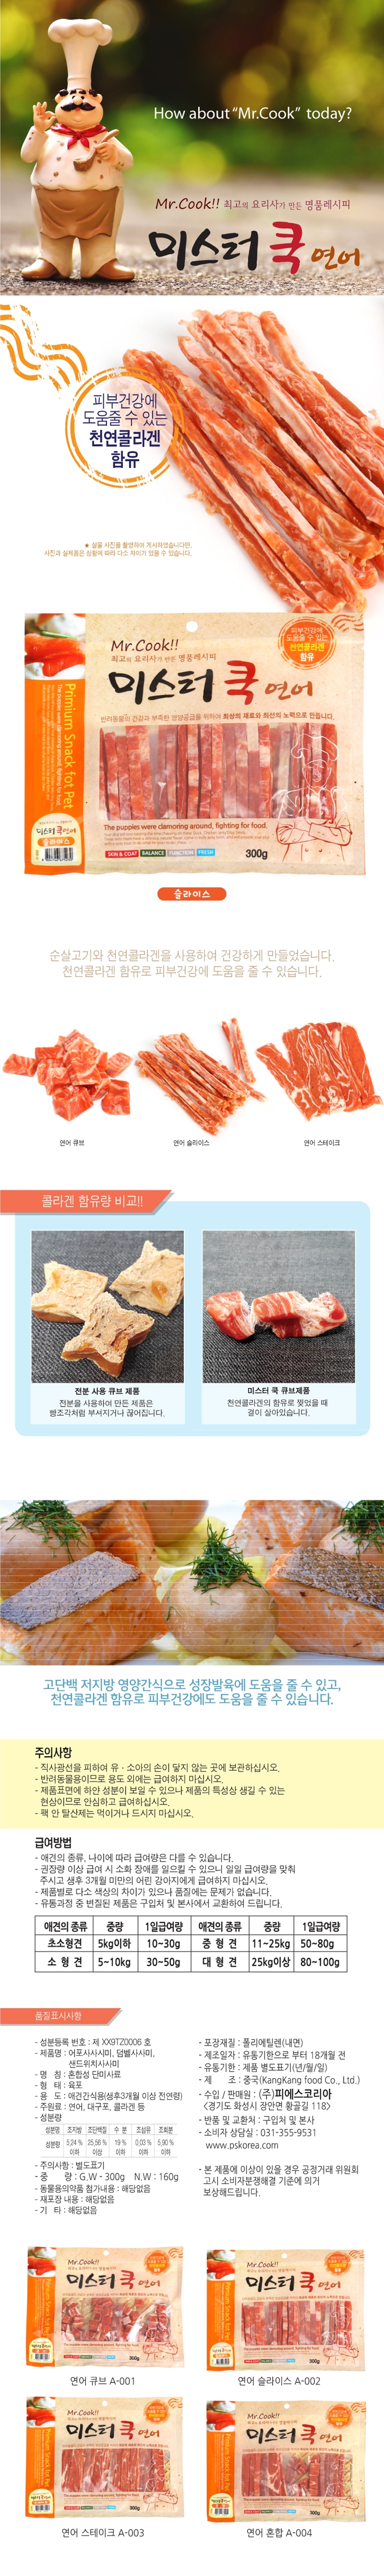 How about “Mr.Cook” today?
Mr.Cook!! 최고의 요리사가 만든 명품레시피
미스터 쿡 연어
피부건강에
도움줄 수 있는
천연콜라겐
함유
★ 실물 사진을 촬영하여 게시하였습니다만,
사진과 실제품은 상황에 따라 다소 차이가 있을 수 있습니다.
Mr.Cook!!
최고의 요리사가 만든 명품레시피
미스터 쿡 연어
피부건강에
도움줄 수 있는
천연콜라겐
함유
반려동물의 건강과 부족한 영양공급을 위하여 최상의 재료와 최선의 노력으로 만듭니다.
Primium Snack fot Pet
미스터쿡연어
슬라이스
The puppies were clamoring around, fighting for food.
SKIN & COAT BALANCE FUNCTION FRESH
300g
슬라이스
순살고기와 천연콜라겐을 사용하여 건강하게 만들었습니다.
천연콜라겐 함유로 피부건강에 도움을 줄 수 있습니다.
연어 큐브
연어 슬라이스
연어 스테이크
콜라겐 함유량 비교!!
전분 사용 큐브 제품
전분을 사용하여 만든 제품은
빵조각처럼 부서지거나 끊어집니다.
미스터 쿡 큐브제품
천연콜라겐의 함유로 찢었을 때
결이 살아있습니다.
고단백 저지방 영양간식으로 성장발육에 도움을 줄 수 있고,
천연콜라겐 함유로 피부건강에도 도움을 줄 수 있습니다.
주의사항
- 직사광선을 피하여 유 · 소아의 손이 닿지 않는 곳에 보관하십시오.
- 반려동물용이므로 용도 외에는 급여하지 마십시오.
- 제품표면에 하얀 성분이 보일 수 있으나 제품의 특성상 생길 수 있는
현상이므로 안심하고 급여하십시오.
- 팩 안 탈산제는 먹이거나 드시지 마십시오.
급여방법
- 애견의 종류, 나이에 따라 급여량은 다를 수 있습니다.
- 권장량 이상 급여 시 소화 장애를 일으킬 수 있으니 일일 급여량을 맞춰
주시고 생후 3개월 미만의 어린 강아지에게 급여하지 마십시오.
- 제품별로 다소 색상의 차이가 있으나 품질에는 문제가 없습니다.
- 유통과정 중 변질된 제품은 구입처 및 본사에서 교환하여 드립니다.
애견의 종류 중량 1일급여량 애견의 종류 중량 1일급여량
초소형견 5kg이하 10~30g 중 형 견 11~25kg 50~80g
소 형 견 5~10kg 30~50g 대 형 견 25kg이상 80~100g
품질표시사항
- 성분등록 번호 : 제 XX9TZ0006 호
- 제품명 : 어포사사시미, 덤벨사사미,
샌드위치사사미
- 명 칭 : 혼합성 단미사료
- 형 태 : 육포
- 용 도 : 애견간식용(생후3개월 이상 전연령)
- 주원료 : 연어, 대구포, 콜라겐 등
- 성분량
성분명 조지방 조단백질 수 분 조섬유 조회분
성분량 5,24 % 이하 25,56 % 이상 19 % 이하 0,03 % 이하 5,90 % 이하
- 주의사항 : 별도표기
- 중 량 : G.W - 300g N.W : 160g
- 동물용의약품 첨가내용 : 해당없음
- 재포장 내용 : 해당없음
- 기 타 : 해당없음
- 포장재질 : 폴리에틸렌(내면)
- 제조일자 : 유통기한으로 부터 18개월 전
- 유통기한 : 제품 별도표기(년/월/일)
- 제 조 : 중국(KangKang food Co., Ltd.)
- 수입 / 판매원 : (주)피에스코리아
<경기도 화성시 장안면 황골길 118>
- 반품 및 교환처 : 구입처 및 본사
- 소비자 상담실 : 031-355-9531
www.pskorea.com
- 본 제품에 이상이 있을 경우 공정거래 위원회
고시 소비자분쟁해결 기준에 의거
보상해드립니다.
Mr.Cook!!
미스터 쿡 연어
300g
연어 큐브 A-001
Mr.Cook!!
미스터 쿡 연어
300g
연어 슬라이스 A-002
Mr.Cook!!
미스터 쿡 연어
300g
연어 스테이크 A-003
Mr.Cook!!
미스터 쿡 연어
300g
연어 혼합 A-004